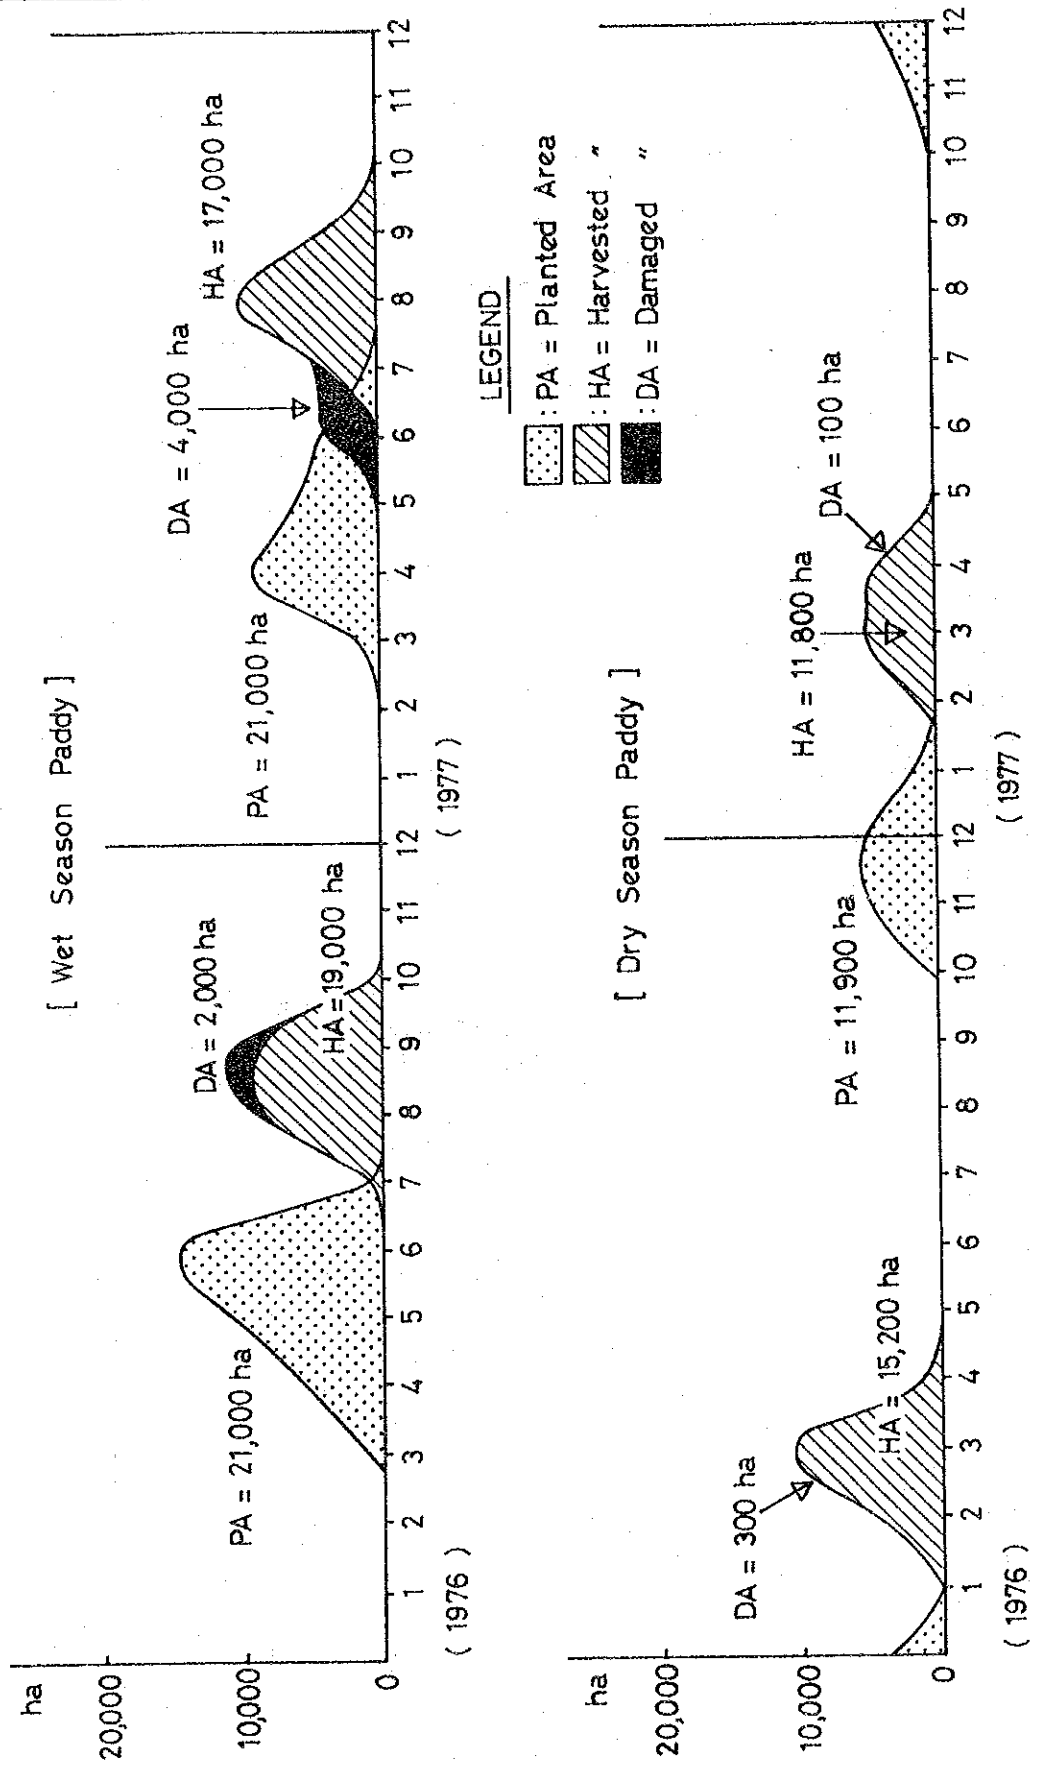 [ Wet Season Paddy ]
ha
20,000
10,000
0
PA = 21,000 ha
DA = 2,000 ha
HA = 19,000 ha
PA = 21,000 ha
DA = 4,000 ha
HA = 17,000 ha
1 2 3 4 5 6 7 8 9 10 11 12 1 2 3 4 5 6 7 8 9 10 11 12
( 1976 ) ( 1977 )
LEGEND
: PA = Planted Area
: HA = Harvested 〃
: DA = Damaged 〃
[ Dry Season Paddy ]
ha
20,000
10,000
0
DA = 300 ha
HA = 15,200 ha
PA = 11,900 ha
HA = 11,800 ha
DA = 100 ha
1 2 3 4 5 6 7 8 9 10 11 12 1 2 3 4 5 6 7 8 9 10 11 12
( 1976 ) ( 1977 )